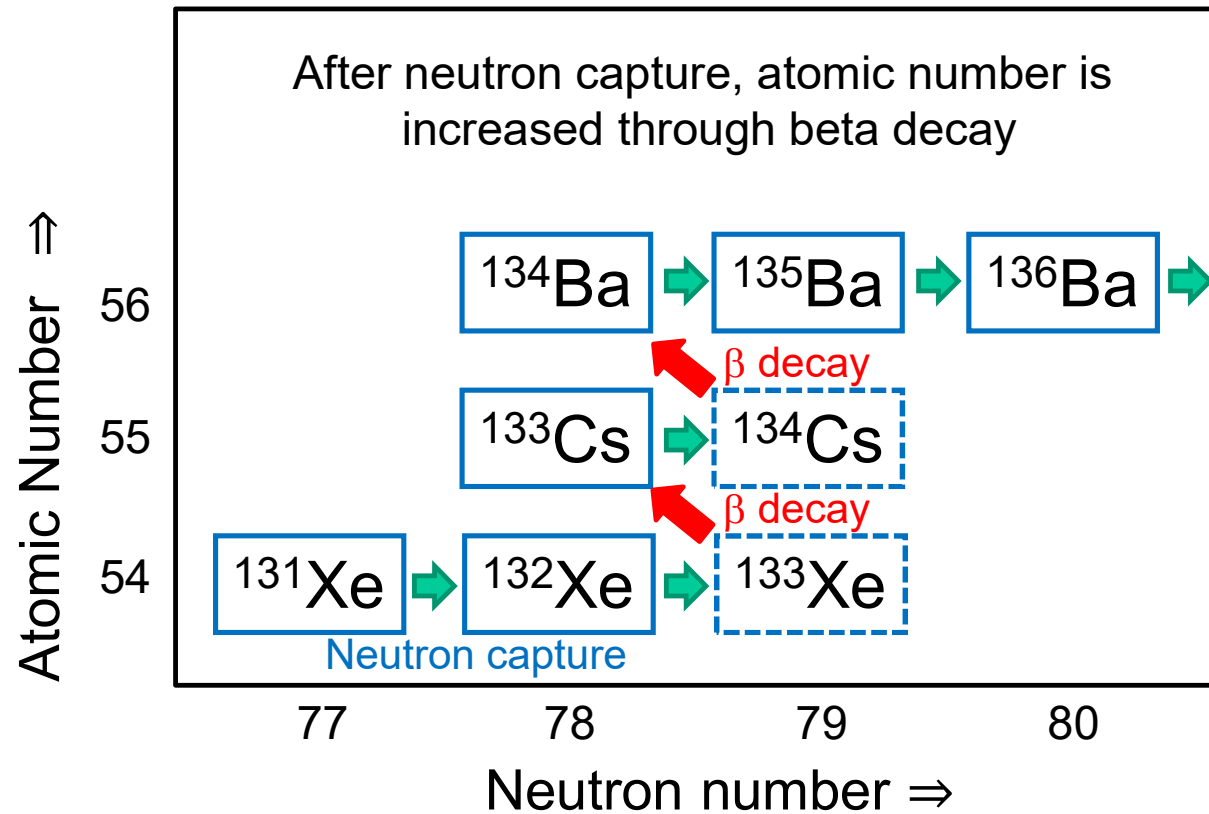 After neutron capture, atomic number is
increased through beta decay
Atomic Number ⇒
56
¹³⁴Ba
¹³⁵Ba
¹³⁶Ba
β decay
55
¹³³Cs
¹³⁴Cs
β decay
54
¹³¹Xe
¹³²Xe
¹³³Xe
Neutron capture
77
78
79
80
Neutron number ⇒